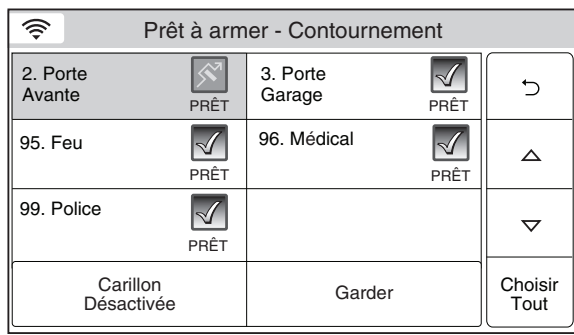 Prêt à armer - Contournement
2. Porte
Avante
PRÊT
3. Porte
Garage
PRÊT
95. Feu
PRÊT
96. Médical
PRÊT
99. Police
PRÊT
Carillon
Désactivée
Garder
Choisir
Tout